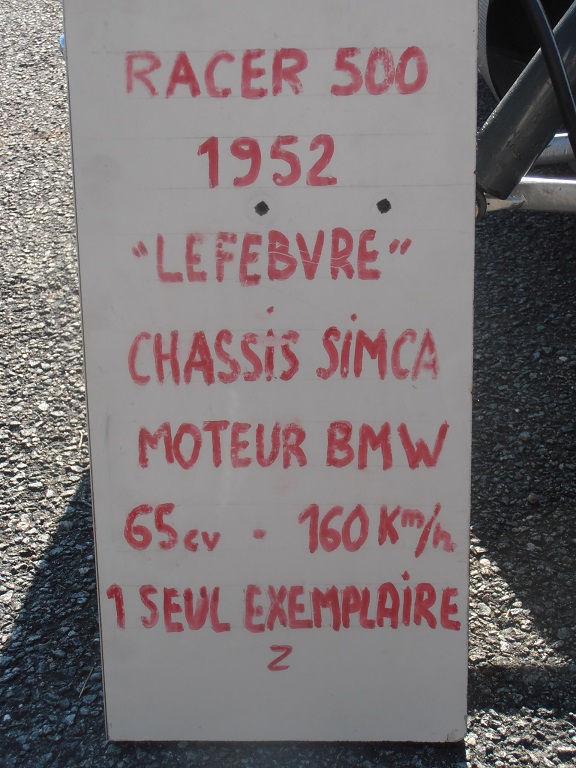 RACER 500
1952
"LEFEBVRE"
CHASSiS SiMCA
MOTEUR BMW
65cv - 160 Km/h
1 SEUL EXEMPLAiRE
Z